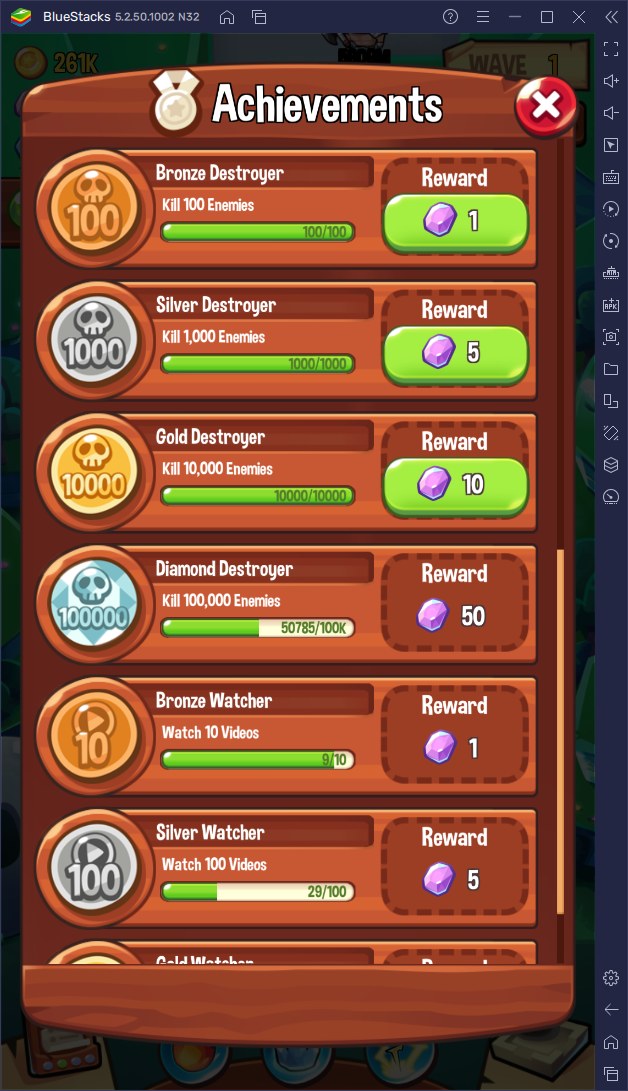 BlueStacks 5.2.50.1002 N32
261K
WAVE 1
Achievements
Bronze Destroyer
Kill 100 Enemies
100
100/100
Reward
1
Silver Destroyer
Kill 1,000 Enemies
1000
1000/1000
Reward
5
Gold Destroyer
Kill 10,000 Enemies
10000
10000/10000
Reward
10
Diamond Destroyer
Kill 100,000 Enemies
100000
50785/100K
Reward
50
Bronze Watcher
Watch 10 Videos
10
9/10
Reward
1
Silver Watcher
Watch 100 Videos
100
29/100
Reward
5
Gold Watcher